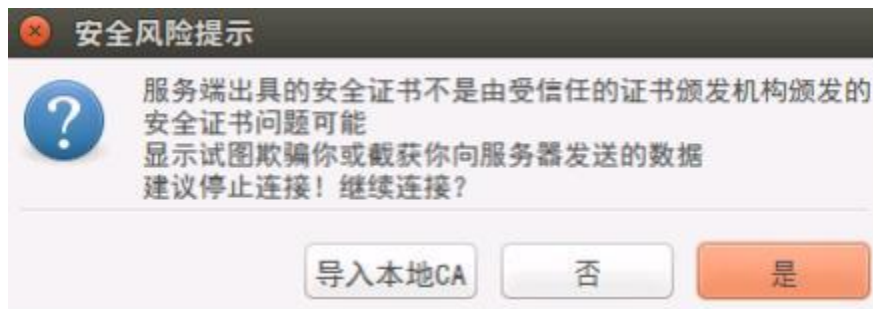 安全风险提示
服务端出具的安全证书不是由受信任的证书颁发机构颁发的
安全证书问题可能
显示试图欺骗你或截获你向服务器发送的数据
建议停止连接！继续连接？
导入本地CA 否 是